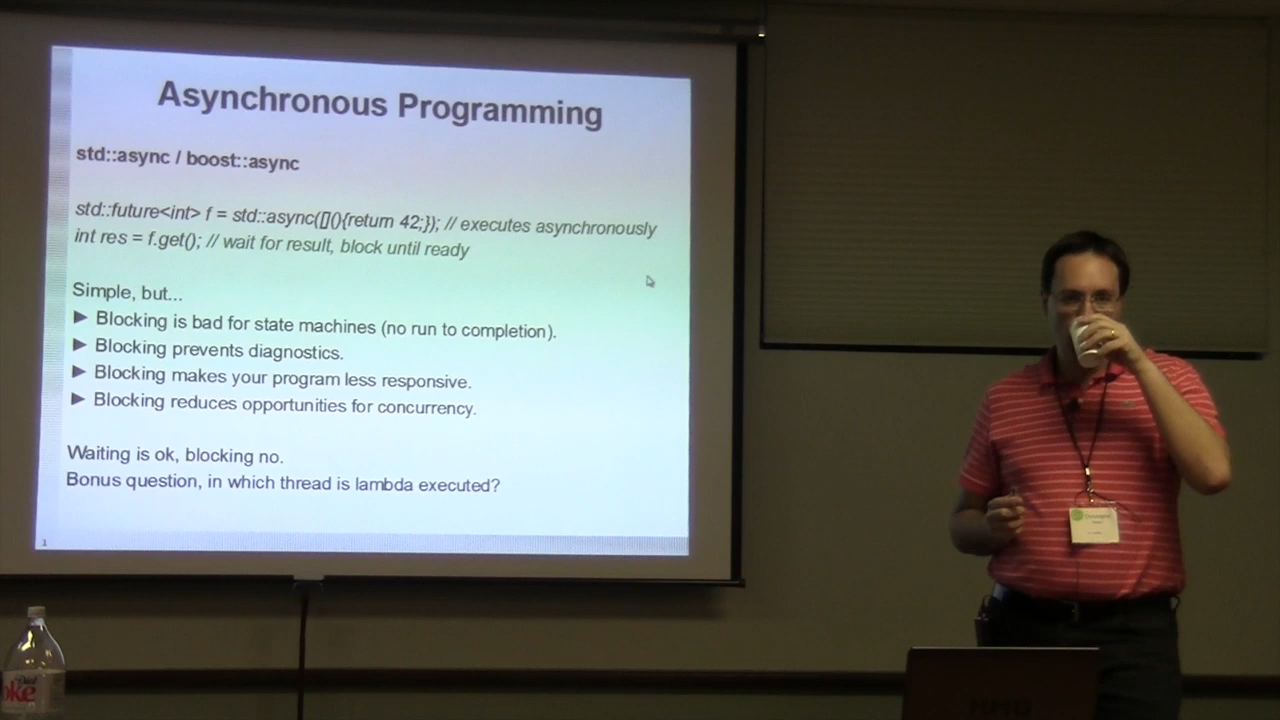 Asynchronous Programming
std::async / boost::async
std::future<int> f = std::async([](){return 42;}); // executes asynchronously
int res = f.get(); // wait for result, block until ready
Simple, but...
► Blocking is bad for state machines (no run to completion).
► Blocking prevents diagnostics.
► Blocking makes your program less responsive.
► Blocking reduces opportunities for concurrency.
Waiting is ok, blocking no.
Bonus question, in which thread is lambda executed?
1
Diet
oke